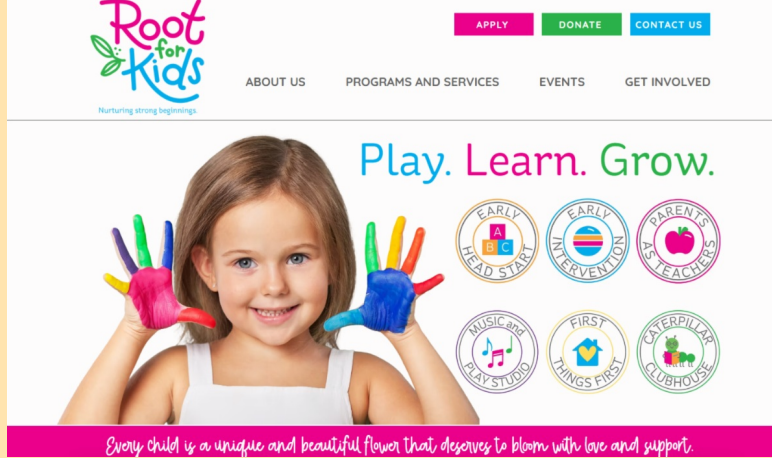 Root
for
Kids
Nurturing strong beginnings.
APPLY
DONATE
CONTACT US
ABOUT US
PROGRAMS AND SERVICES
EVENTS
GET INVOLVED
Play. Learn. Grow.
EARLY
A
B C
HEAD START
EARLY
INTERVENTION
PARENTS
AS TEACHERS
MUSIC and
PLAY STUDIO
FIRST
THINGS FIRST
CATERPILLAR
CLUBHOUSE
Every child is a unique and beautiful flower that deserves to bloom with love and support.